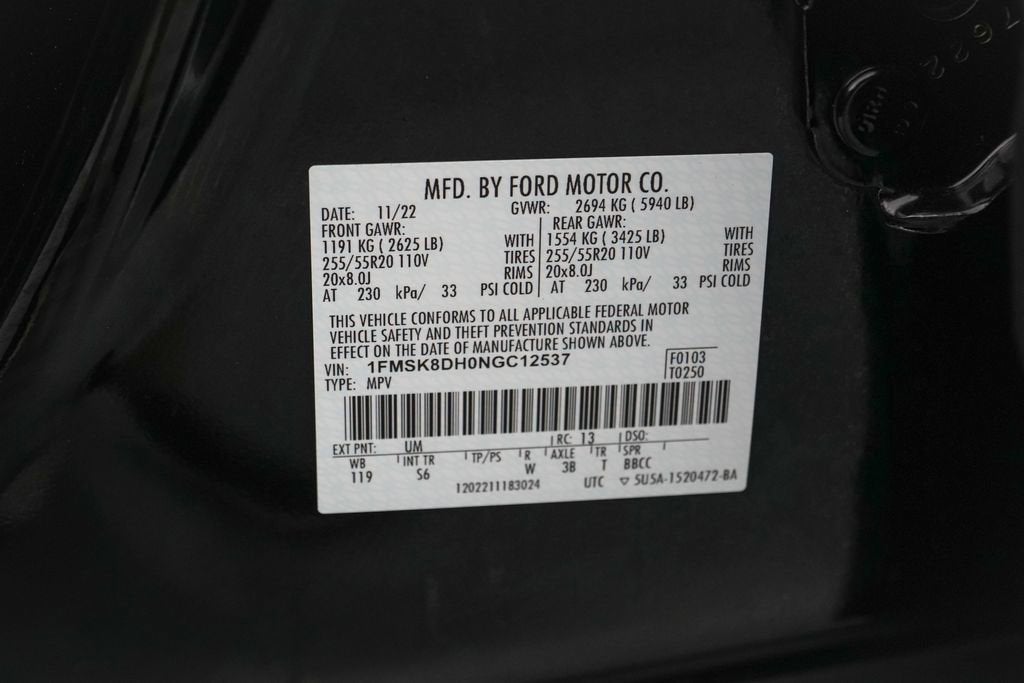 MFD. BY FORD MOTOR CO.
DATE: 11/22 GVWR: 2694 KG ( 5940 LB)
FRONT GAWR: REAR GAWR:
1191 KG ( 2625 LB) WITH 1554 KG ( 3425 LB) WITH
255/55R20 110V TIRES 255/55R20 110V TIRES
20x8.0J RIMS 20x8.0J RIMS
AT 230 kPa/ 33 PSI COLD AT 230 kPa/ 33 PSI COLD
THIS VEHICLE CONFORMS TO ALL APPLICABLE FEDERAL MOTOR
VEHICLE SAFETY AND THEFT PREVENTION STANDARDS IN
EFFECT ON THE DATE OF MANUFACTURE SHOWN ABOVE.
VIN: 1FMSK8DH0NGC12537 F0103
TYPE: MPV T0250
EXT PNT: UM RC: 13 DSO:
WB INT TR TP/PS R AXLE TR SPR
119 S6 W 3B T BBCC
1202211183024 UTC ▽ 5U5A-1520472-BA
7622